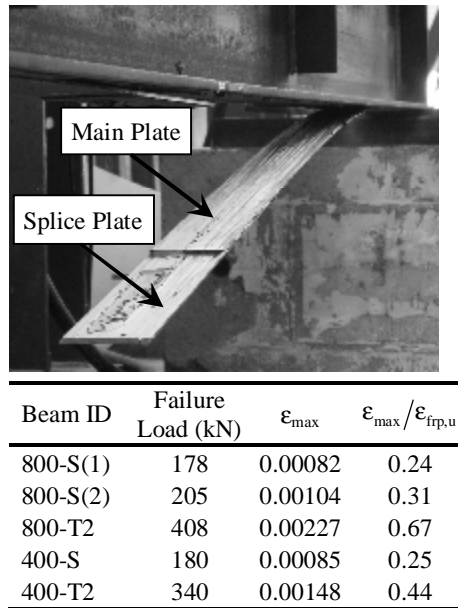 Main Plate
Splice Plate
Beam ID Failure Load (kN) εmax εmax/εfrp,u
800-S(1) 178 0.00082 0.24
800-S(2) 205 0.00104 0.31
800-T2 408 0.00227 0.67
400-S 180 0.00085 0.25
400-T2 340 0.00148 0.44